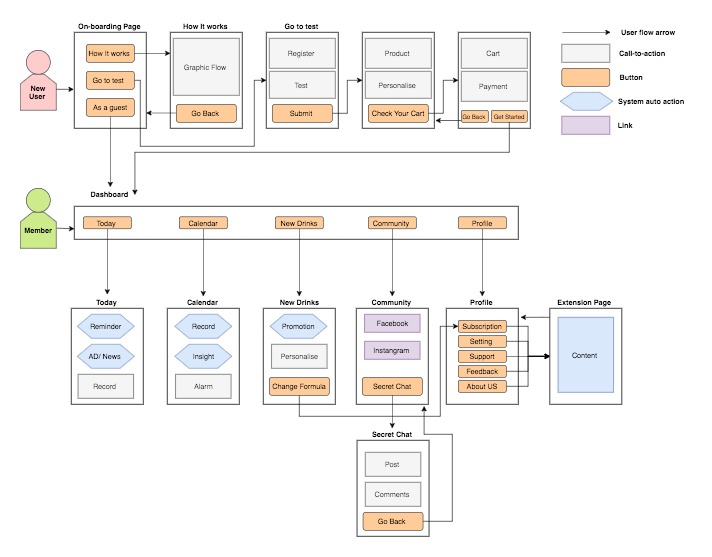 On-boarding Page
How It works
Go to test
User flow arrow
Call-to-action
Button
System auto action
Link
New
User
How It works
Go to test
As a guest
Graphic Flow
Go Back
Register
Test
Submit
Product
Personalise
Check Your Cart
Cart
Payment
Go Back
Get Started
Dashboard
Member
Today
Calendar
New Drinks
Community
Profile
Today
Calendar
New Drinks
Community
Profile
Extension Page
Reminder
AD/ News
Record
Record
Insight
Alarm
Promotion
Personalise
Change Formula
Facebook
Instangram
Secret Chat
Subscription
Setting
Support
Feedback
About US
Content
Secret Chat
Post
Comments
Go Back